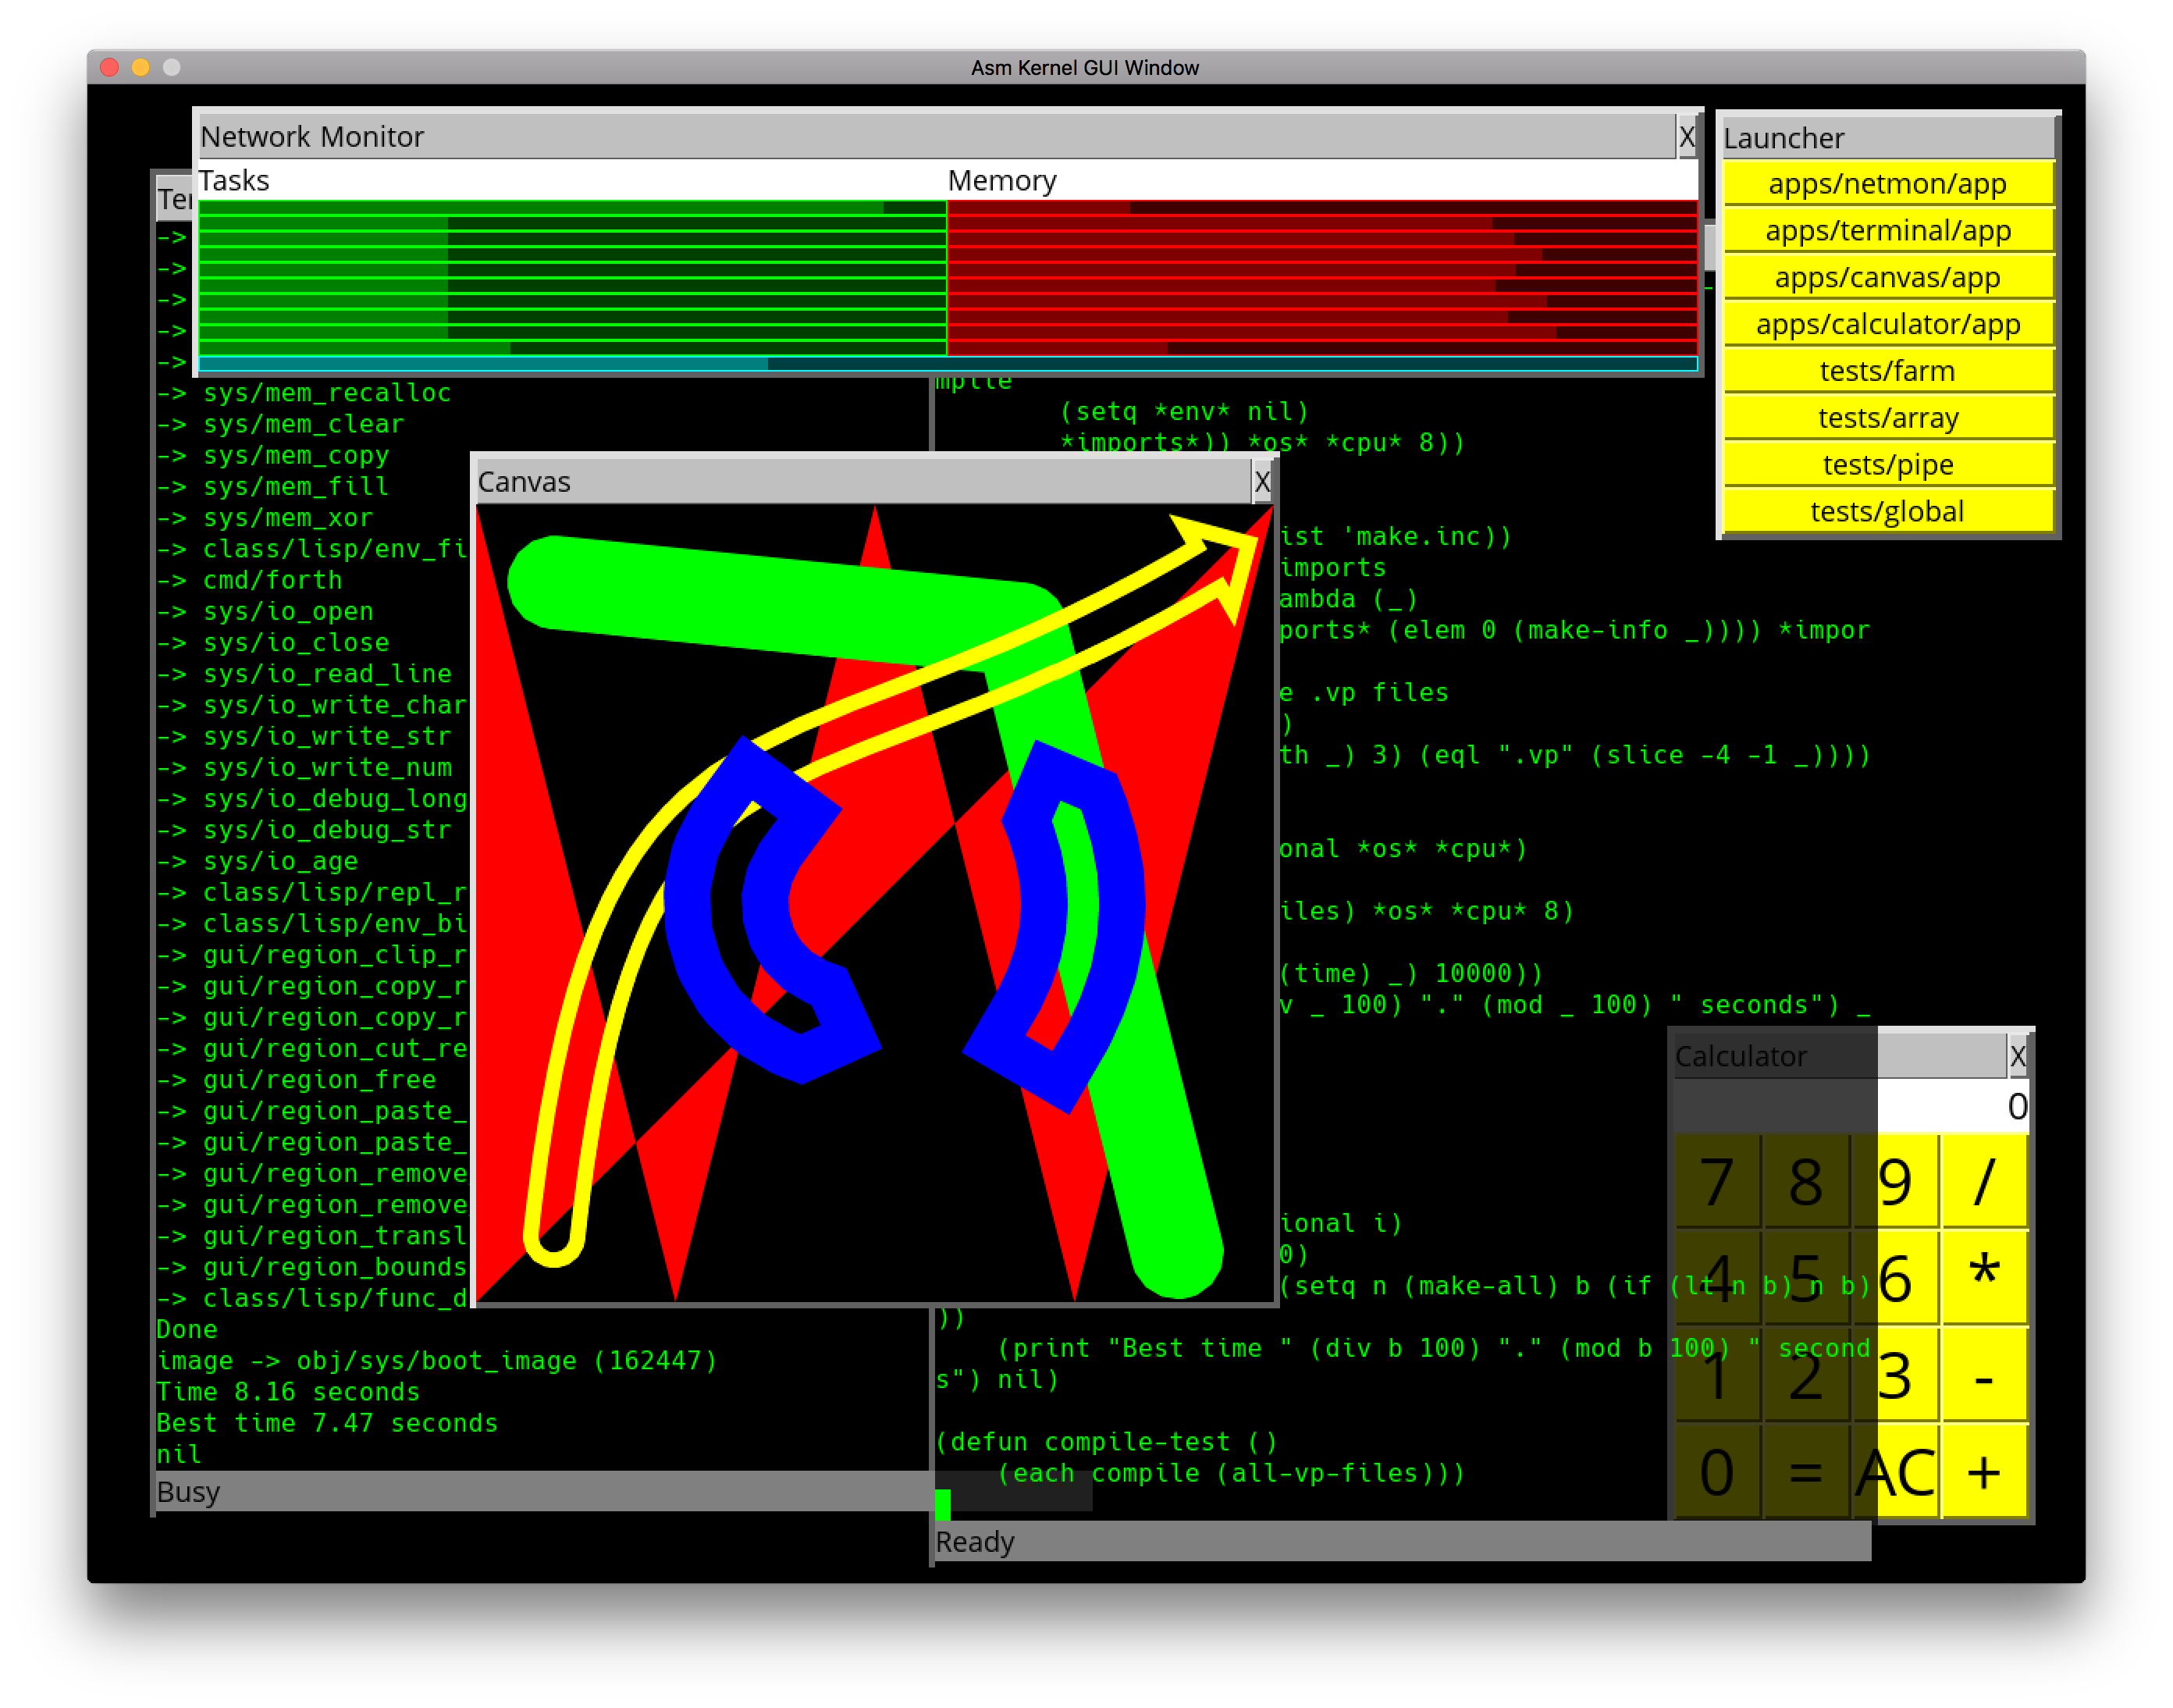 Asm Kernel GUI Window
Network Monitor X
Tasks Memory
Launcher
apps/netmon/app
apps/terminal/app
apps/canvas/app
apps/calculator/app
tests/farm
tests/array
tests/pipe
tests/global
->
->
->
->
->
-> sys/mem_recalloc
-> sys/mem_clear
-> sys/mem_copy
-> sys/mem_fill
-> sys/mem_xor
-> class/lisp/env_fi
-> cmd/forth
-> sys/io_open
-> sys/io_close
-> sys/io_read_line
-> sys/io_write_char
-> sys/io_write_str
-> sys/io_write_num
-> sys/io_debug_long
-> sys/io_debug_str
-> sys/io_age
-> class/lisp/repl_r
-> class/lisp/env_bi
-> gui/region_clip_r
-> gui/region_copy_r
-> gui/region_copy_r
-> gui/region_cut_re
-> gui/region_free
-> gui/region_paste_
-> gui/region_paste_
-> gui/region_remove
-> gui/region_remove
-> gui/region_transl
-> gui/region_bounds
-> class/lisp/func_d
Done
image -> obj/sys/boot_image (162447)
Time 8.16 seconds
Best time 7.47 seconds
nil
Busy
Canvas X
(setq *env* nil)
*imports*)) *os* *cpu* 8))
ist 'make.inc))
imports
ambda (_)
ports* (elem 0 (make-info _)))) *impor
e .vp files
)
th _) 3) (eql ".vp" (slice -4 -1 _))))
onal *os* *cpu*)
iles) *os* *cpu* 8)
(time) _) 10000))
v _ 100) "." (mod _ 100) " seconds") _
ional i)
0)
(setq n (make-all) b (if (lt n b) n b)
))
(print "Best time " (div b 100) "." (mod b 100) " second
s") nil)
(defun compile-test ()
(each compile (all-vp-files)))
Ready
Calculator X
0
7 8 9 /
4 5 6 *
1 2 3 -
0 = AC +